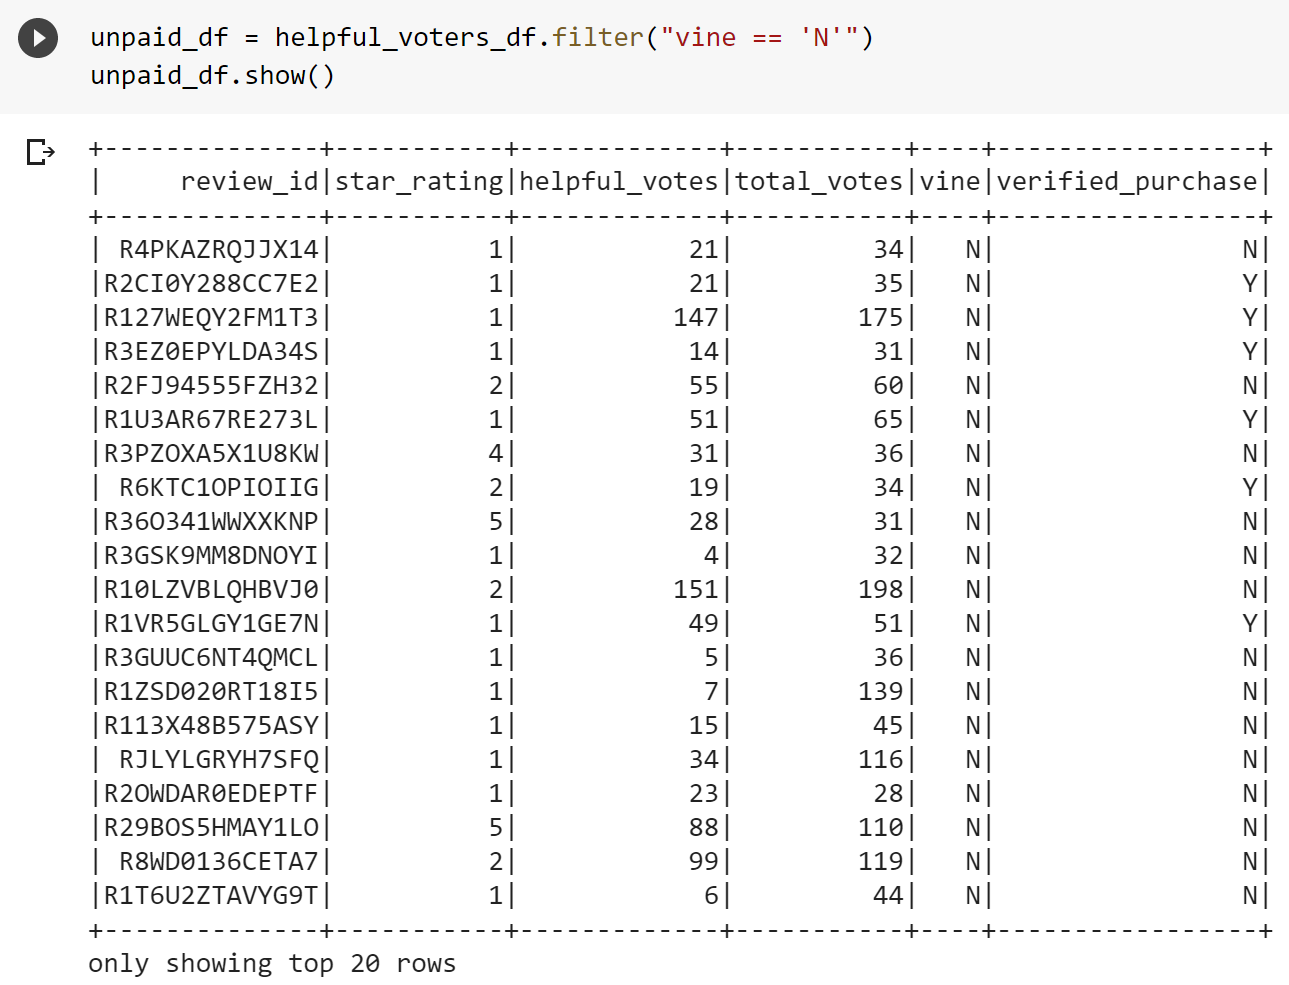 unpaid_df = helpful_voters_df.filter("vine == 'N'")
unpaid_df.show()
+--------------+-----------+-------------+-----------+----+-----------------+
|     review_id|star_rating|helpful_votes|total_votes|vine|verified_purchase|
+--------------+-----------+-------------+-----------+----+-----------------+
| R4PKAZRQJJX14|          1|           21|         34|   N|                N|
|R2CI0Y288CC7E2|          1|           21|         35|   N|                Y|
|R127WEQY2FM1T3|          1|          147|        175|   N|                Y|
|R3EZ0EPYLDA34S|          1|           14|         31|   N|                Y|
|R2FJ94555FZH32|          2|           55|         60|   N|                N|
|R1U3AR67RE273L|          1|           51|         65|   N|                Y|
|R3PZOXA5X1U8KW|          4|           31|         36|   N|                N|
| R6KTC1OPIOIIG|          2|           19|         34|   N|                Y|
|R36O341WWXXKNP|          5|           28|         31|   N|                N|
|R3GSK9MM8DNOYI|          1|            4|         32|   N|                N|
|R10LZVBLQHBVJ0|          2|          151|        198|   N|                N|
|R1VR5GLGY1GE7N|          1|           49|         51|   N|                Y|
|R3GUUC6NT4QMCL|          1|            5|         36|   N|                N|
|R1ZSD020RT18I5|          1|            7|        139|   N|                N|
|R113X48B575ASY|          1|           15|         45|   N|                N|
| RJLYLGRYH7SFQ|          1|           34|        116|   N|                N|
|R2OWDAR0EDEPTF|          1|           23|         28|   N|                N|
|R29BOS5HMAY1LO|          5|           88|        110|   N|                N|
| R8WD0136CETA7|          2|           99|        119|   N|                N|
|R1T6U2ZTAVYG9T|          1|            6|         44|   N|                N|
+--------------+-----------+-------------+-----------+----+-----------------+
only showing top 20 rows